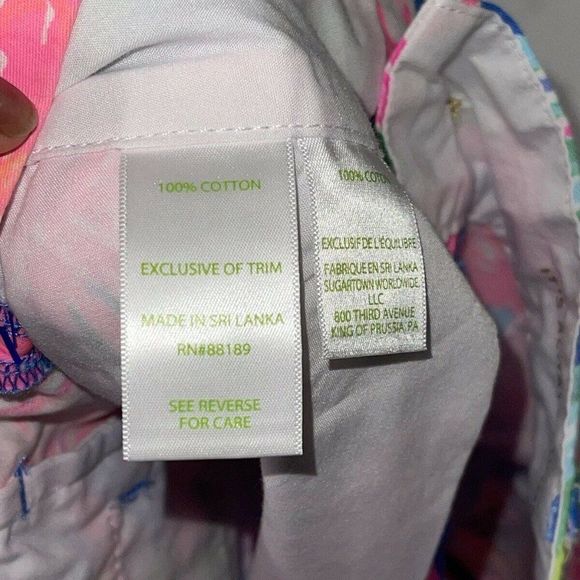 100% COTTON
EXCLUSIVE OF TRIM
MADE IN SRI LANKA
RN#88189
SEE REVERSE
FOR CARE
100% COTTON
EXCLUSIF DE L'ÉQUILIBRE
FABRIQUE EN SRI LANKA
SUGARTOWN WORLDWIDE
LLC
800 THIRD AVENUE
KING OF PRUSSIA, PA